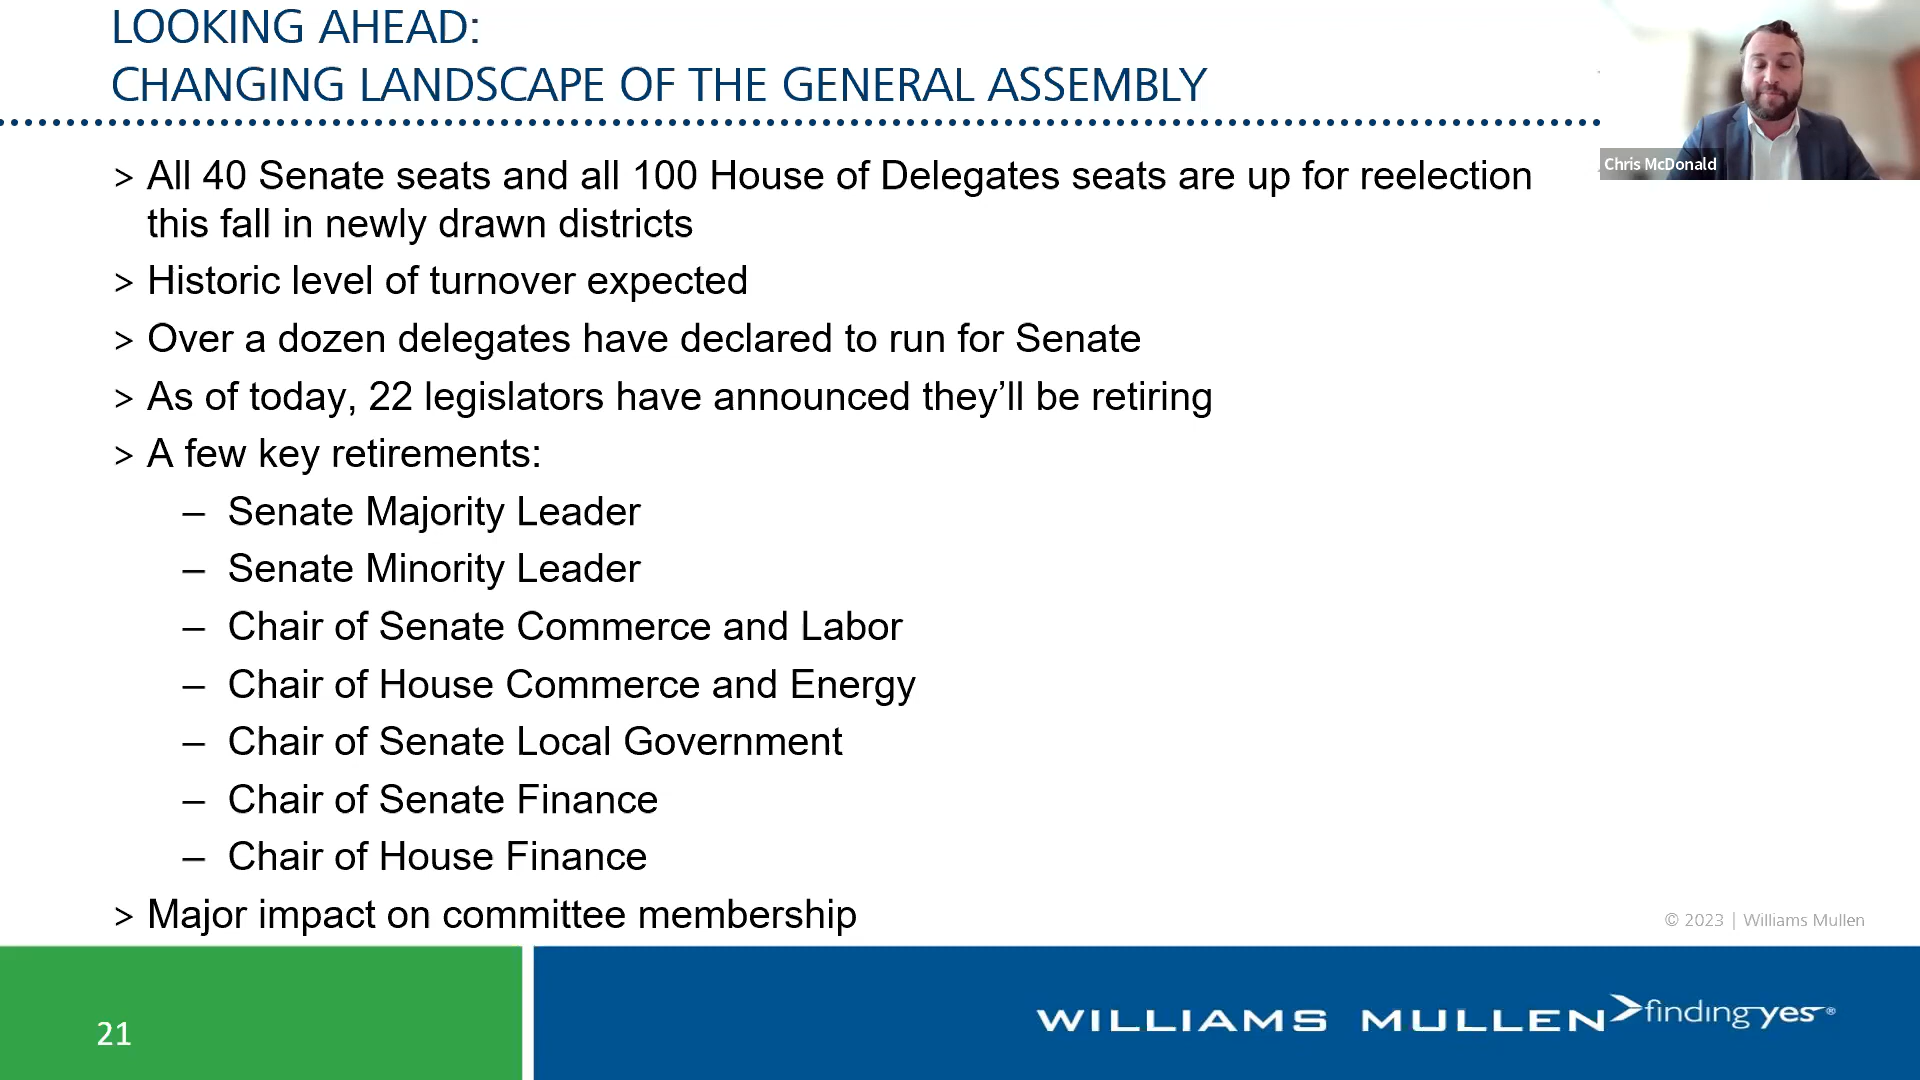 LOOKING AHEAD:
CHANGING LANDSCAPE OF THE GENERAL ASSEMBLY
Chris McDonald
> All 40 Senate seats and all 100 House of Delegates seats are up for reelection
this fall in newly drawn districts
> Historic level of turnover expected
> Over a dozen delegates have declared to run for Senate
> As of today, 22 legislators have announced they’ll be retiring
> A few key retirements:
– Senate Majority Leader
– Senate Minority Leader
– Chair of Senate Commerce and Labor
– Chair of House Commerce and Energy
– Chair of Senate Local Government
– Chair of Senate Finance
– Chair of House Finance
> Major impact on committee membership
© 2023 | Williams Mullen
21
WILLIAMS MULLEN findingyes®